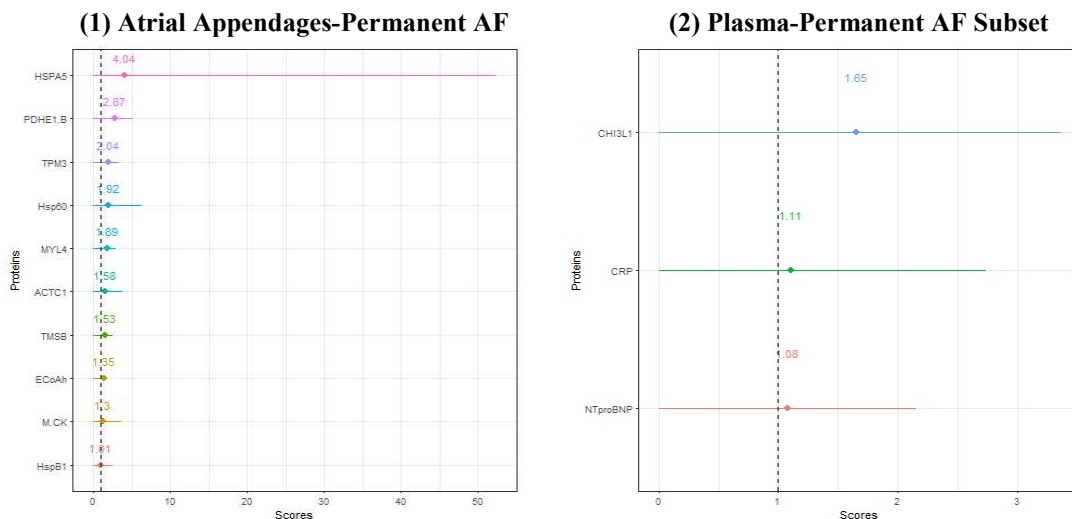 (1) Atrial Appendages-Permanent AF
4.04
HSPA5
2.87
PDHE1.B
2.04
TPM3
1.92
Hsp60
1.89
MYL4
1.58
ACTC1
1.53
TMSB
1.35
ECoAh
1.3
M.CK
1.01
HspB1
Proteins
0 10 20 30 40 50
Scores
(2) Plasma-Permanent AF Subset
1.65
CHI3L1
1.11
CRP
1.08
NTproBNP
Proteins
0 1 2 3
Scores